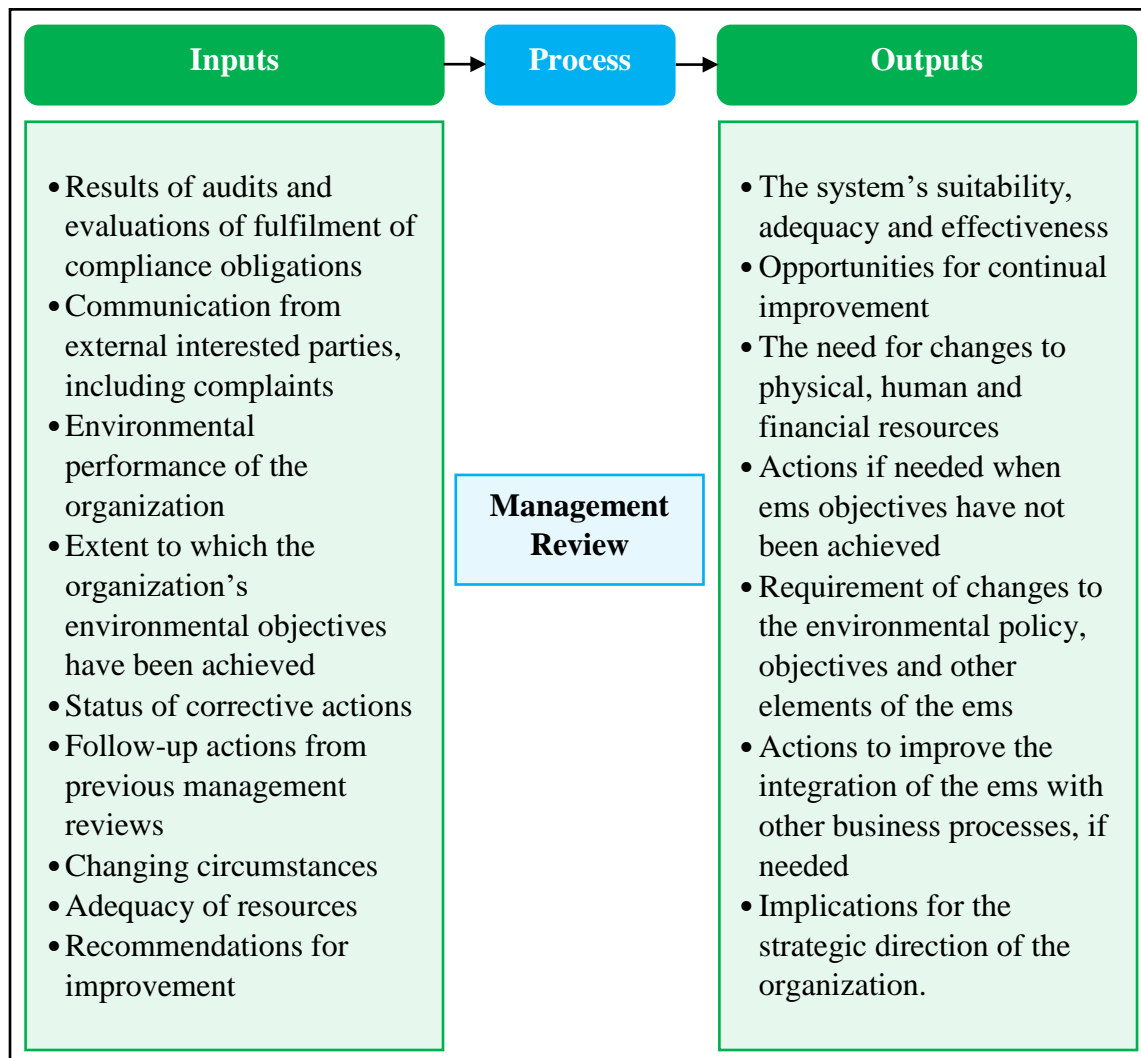 Inputs
Process
Outputs
• Results of audits and
evaluations of fulfilment of
compliance obligations
• Communication from
external interested parties,
including complaints
• Environmental
performance of the
organization
• Extent to which the
organization’s
environmental objectives
have been achieved
• Status of corrective actions
• Follow-up actions from
previous management
reviews
• Changing circumstances
• Adequacy of resources
• Recommendations for
improvement
Management
Review
• The system’s suitability,
adequacy and effectiveness
• Opportunities for continual
improvement
• The need for changes to
physical, human and
financial resources
• Actions if needed when
ems objectives have not
been achieved
• Requirement of changes to
the environmental policy,
objectives and other
elements of the ems
• Actions to improve the
integration of the ems with
other business processes, if
needed
• Implications for the
strategic direction of the
organization.